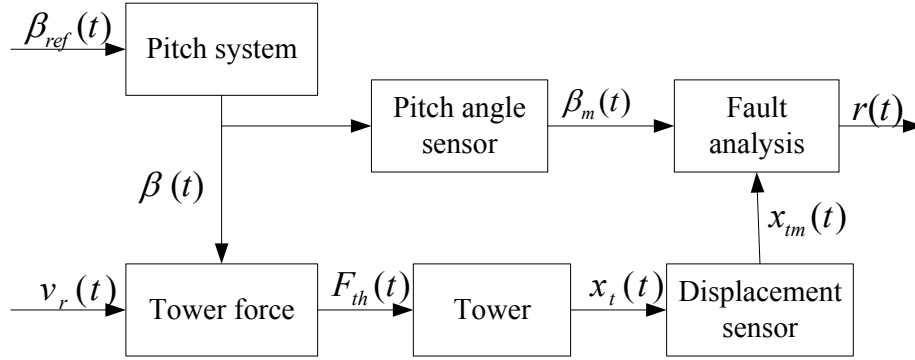 β_ref(t)
Pitch system
Pitch angle
sensor
β_m(t)
Fault
analysis
r(t)
β(t)
x_tm(t)
v_r(t)
Tower force
F_th(t)
Tower
x_t(t)
Displacement
sensor